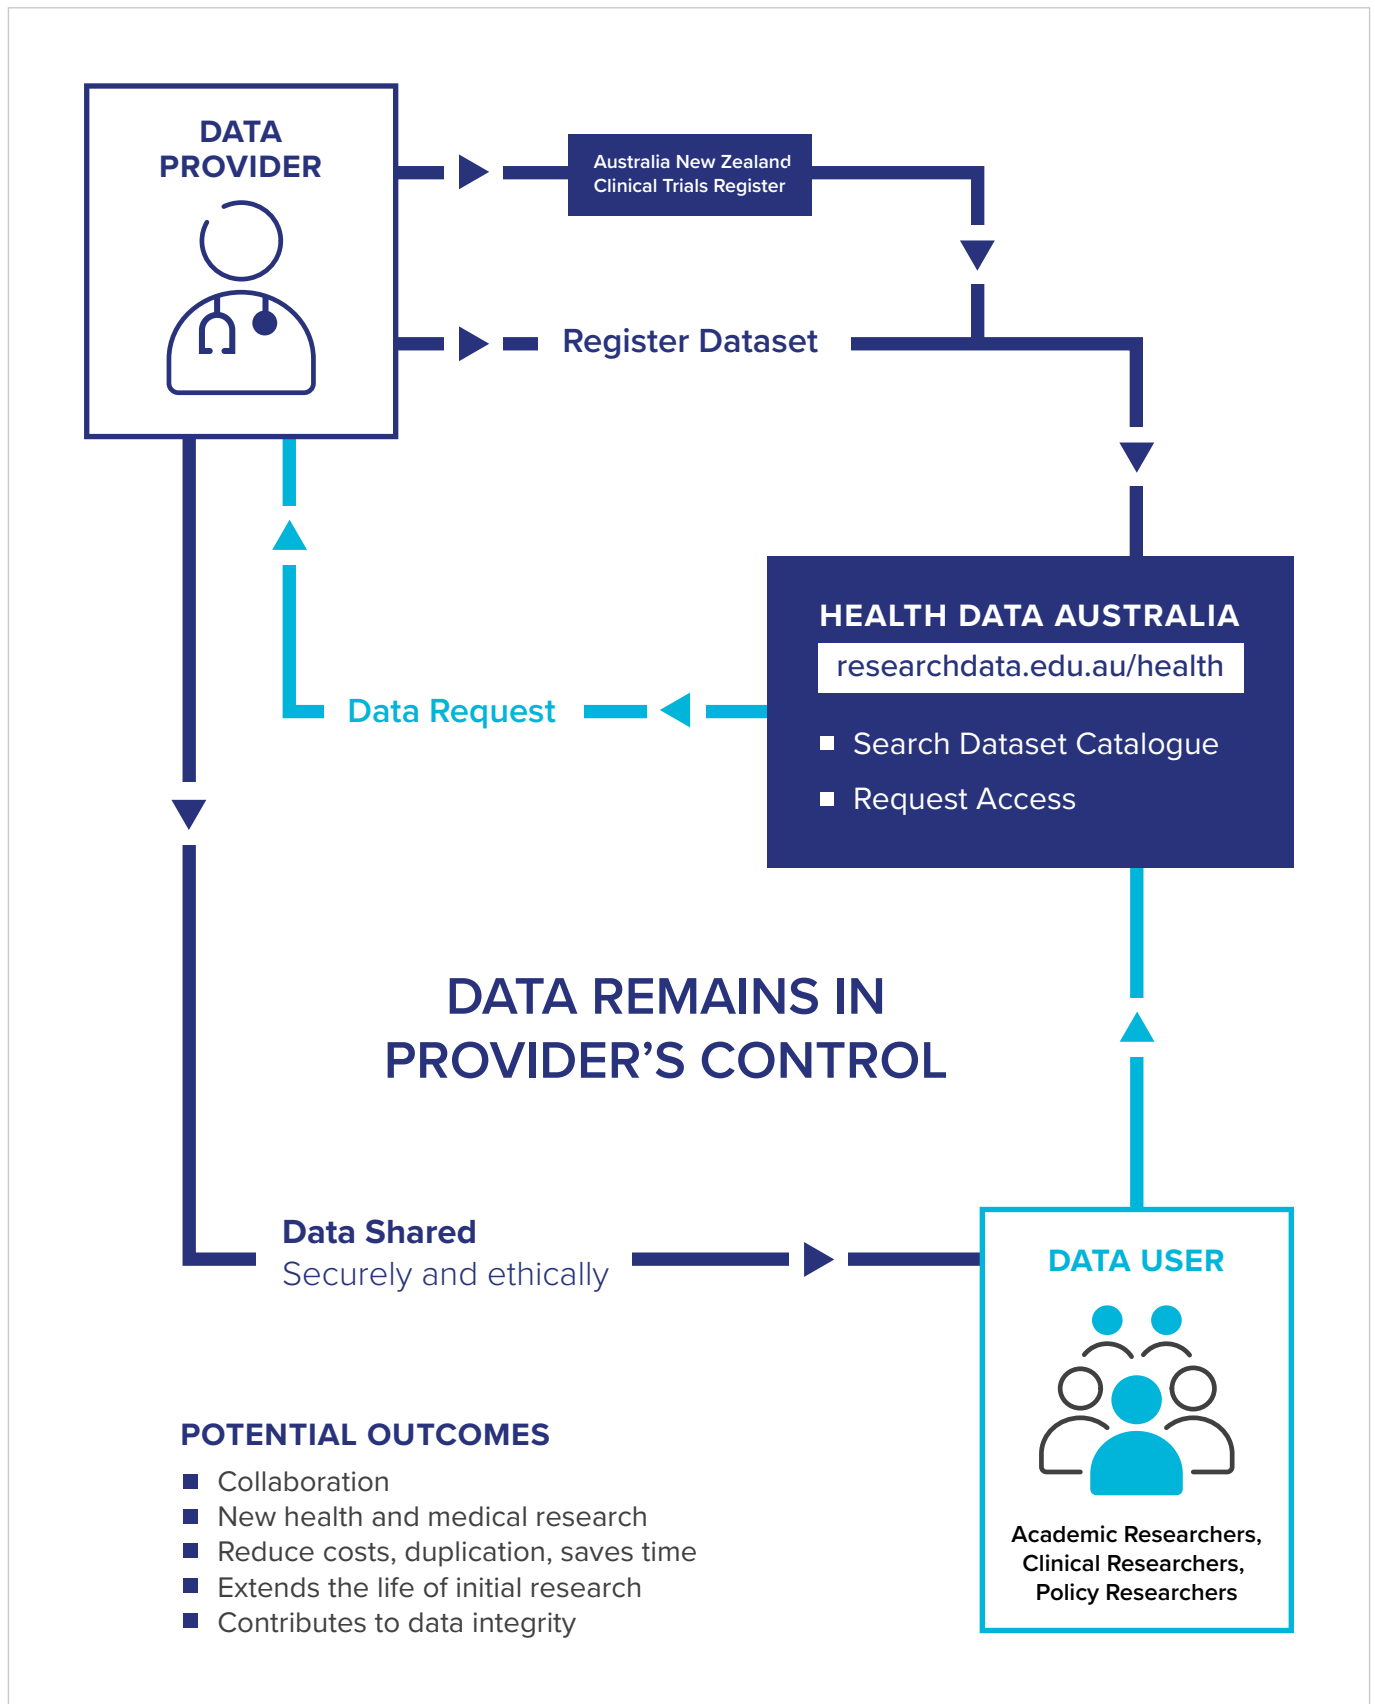 DATA
PROVIDER
Australia New Zealand
Clinical Trials Register
Register Dataset
HEALTH DATA AUSTRALIA
researchdata.edu.au/health
Search Dataset Catalogue
Request Access
Data Request
DATA REMAINS IN
PROVIDER’S CONTROL
Data Shared
Securely and ethically
DATA USER
Academic Researchers,
Clinical Researchers,
Policy Researchers
POTENTIAL OUTCOMES
Collaboration
New health and medical research
Reduce costs, duplication, saves time
Extends the life of initial research
Contributes to data integrity